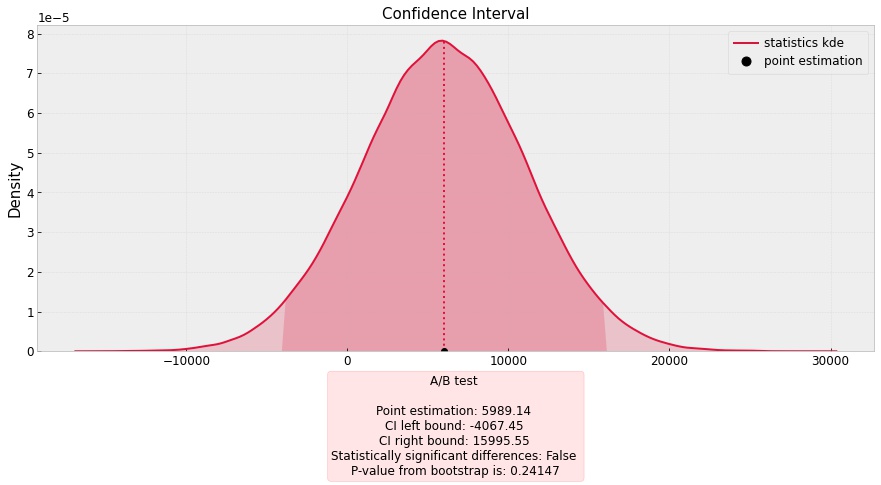 Confidence Interval
1e−5
statistics kde
point estimation
Density
8
7
6
5
4
3
2
1
0
−10000
0
10000
20000
30000
A/B test
Point estimation: 5989.14
CI left bound: -4067.45
CI right bound: 15995.55
Statistically significant differences: False
P-value from bootstrap is: 0.24147